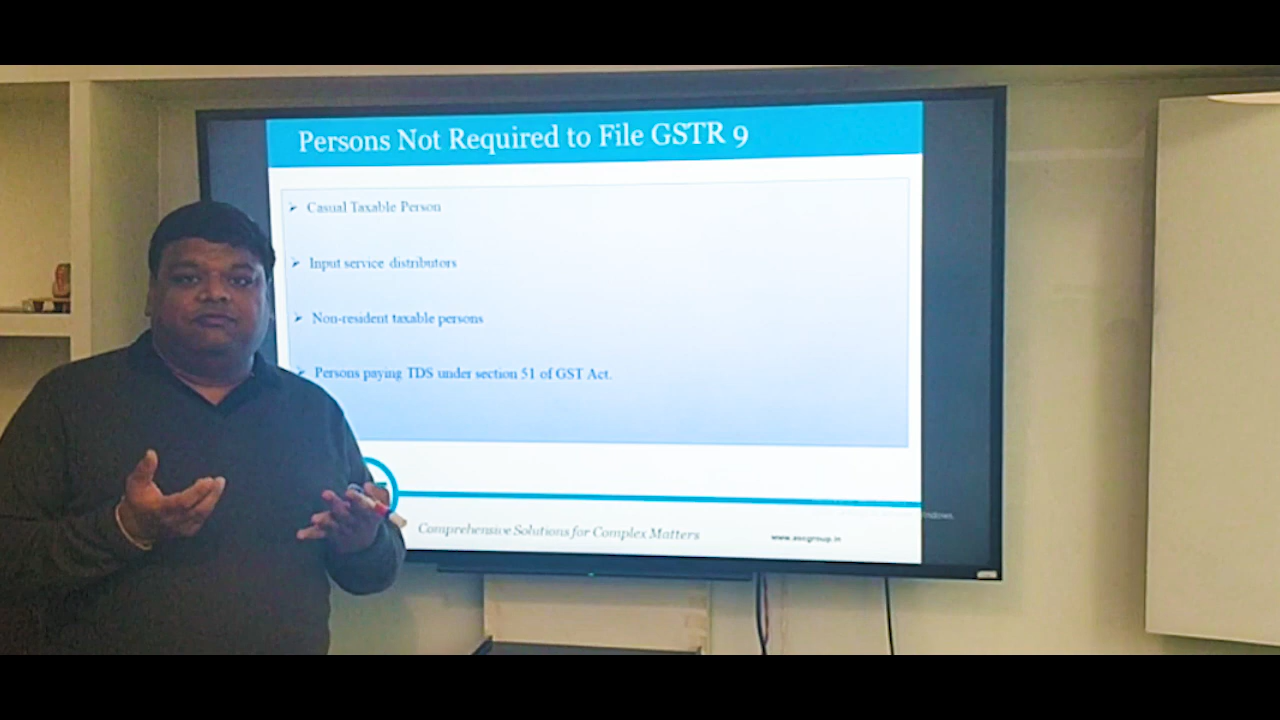 Persons Not Required to File GSTR 9
➢ Casual Taxable Person
➢ Input service distributors
➢ Non-resident taxable persons
➢ Persons paying TDS under section 51 of GST Act.
Comprehensive Solutions for Complex Matters
www.ascgroup.in